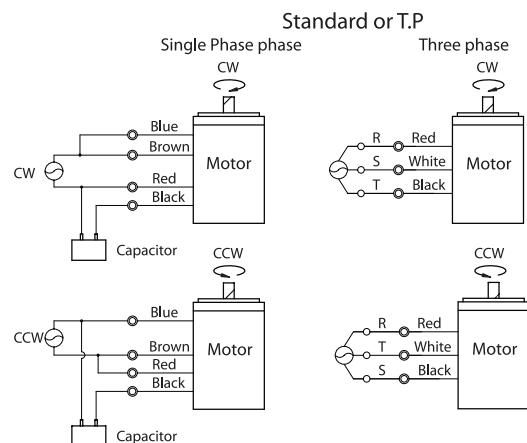 Standard or T.P
Single Phase phase
Three phase
CW
Blue
Brown
CW
Red
Black
Motor
Capacitor
CW
R Red
S White
T Black
Motor
CCW
Blue
CCW
Brown
Red
Black
Motor
Capacitor
CCW
R Red
T White
S Black
Motor